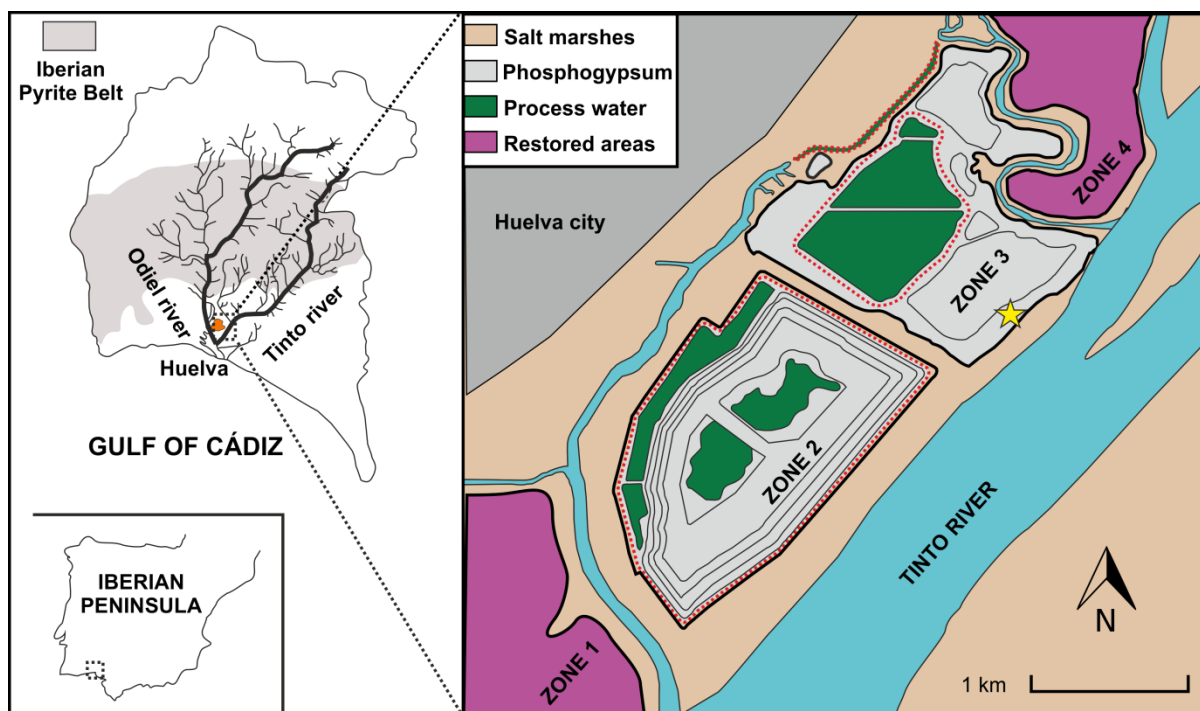 Iberian
Pyrite Belt
Odiel river
Tinto river
Huelva
GULF OF CÁDIZ
IBERIAN
PENINSULA
Salt marshes
Phosphogypsum
Process water
Restored areas
Huelva city
ZONE 4
ZONE 3
ZONE 2
TINTO RIVER
ZONE 1
N
1 km